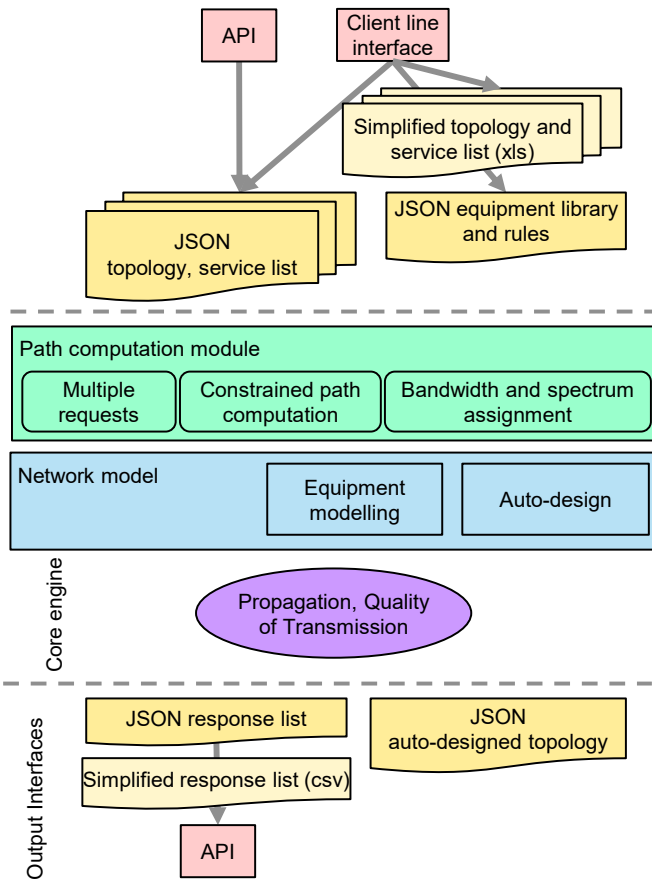 API
Client line
interface
Simplified topology and
service list (xls)
JSON
topology, service list
JSON equipment library
and rules
Path computation module
Multiple
requests
Constrained path
computation
Bandwidth and spectrum
assignment
Network model
Equipment
modelling
Auto-design
Core engine
Propagation, Quality
of Transmission
Output Interfaces
JSON response list
JSON
auto-designed topology
Simplified response list (csv)
API